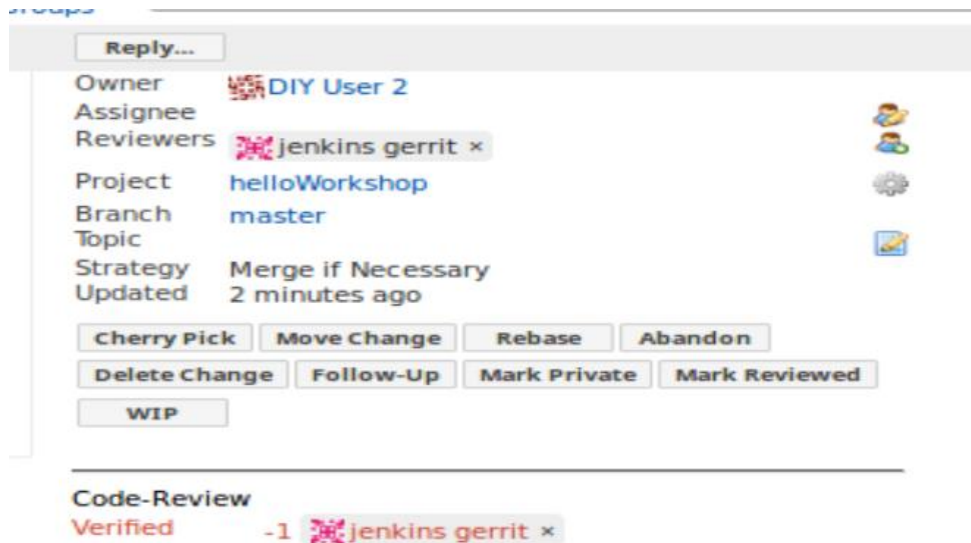 Reply...
Owner DIY User 2
Assignee
Reviewers jenkins gerrit ×
Project helloWorkshop
Branch master
Topic
Strategy Merge if Necessary
Updated 2 minutes ago
Cherry Pick Move Change Rebase Abandon
Delete Change Follow-Up Mark Private Mark Reviewed
WIP
Code-Review
Verified -1 jenkins gerrit ×